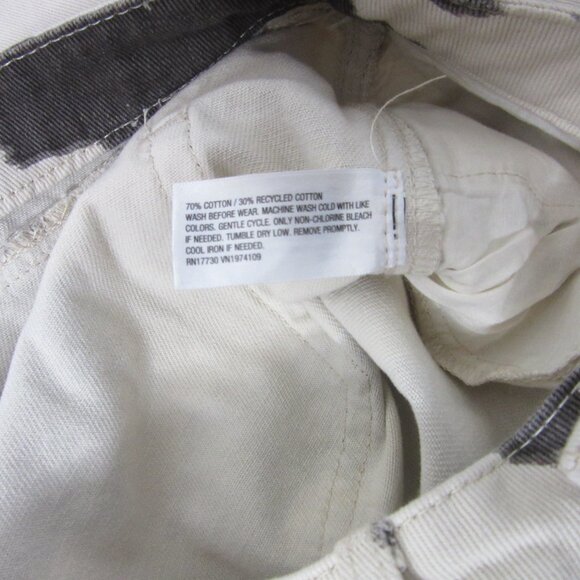 70% COTTON / 30% RECYCLED COTTON
WASH BEFORE WEAR. MACHINE WASH COLD WITH LIKE
COLORS. GENTLE CYCLE. ONLY NON-CHLORINE BLEACH
IF NEEDED. TUMBLE DRY LOW. REMOVE PROMPTLY.
COOL IRON IF NEEDED.
RN17730 VN1974109